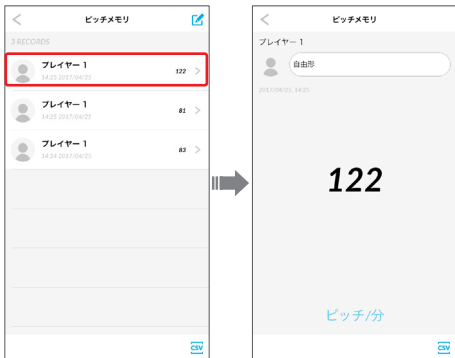 ピッチメモリ
3 RECORDS
プレイヤー 1
14:25 2017/04/25
122
プレイヤー 1
14:25 2017/04/25
81
プレイヤー 1
14:24 2017/04/25
83
CSV
ピッチメモリ
プレイヤー 1
自由形
2017/04/25, 14:25
122
ピッチ/分
CSV